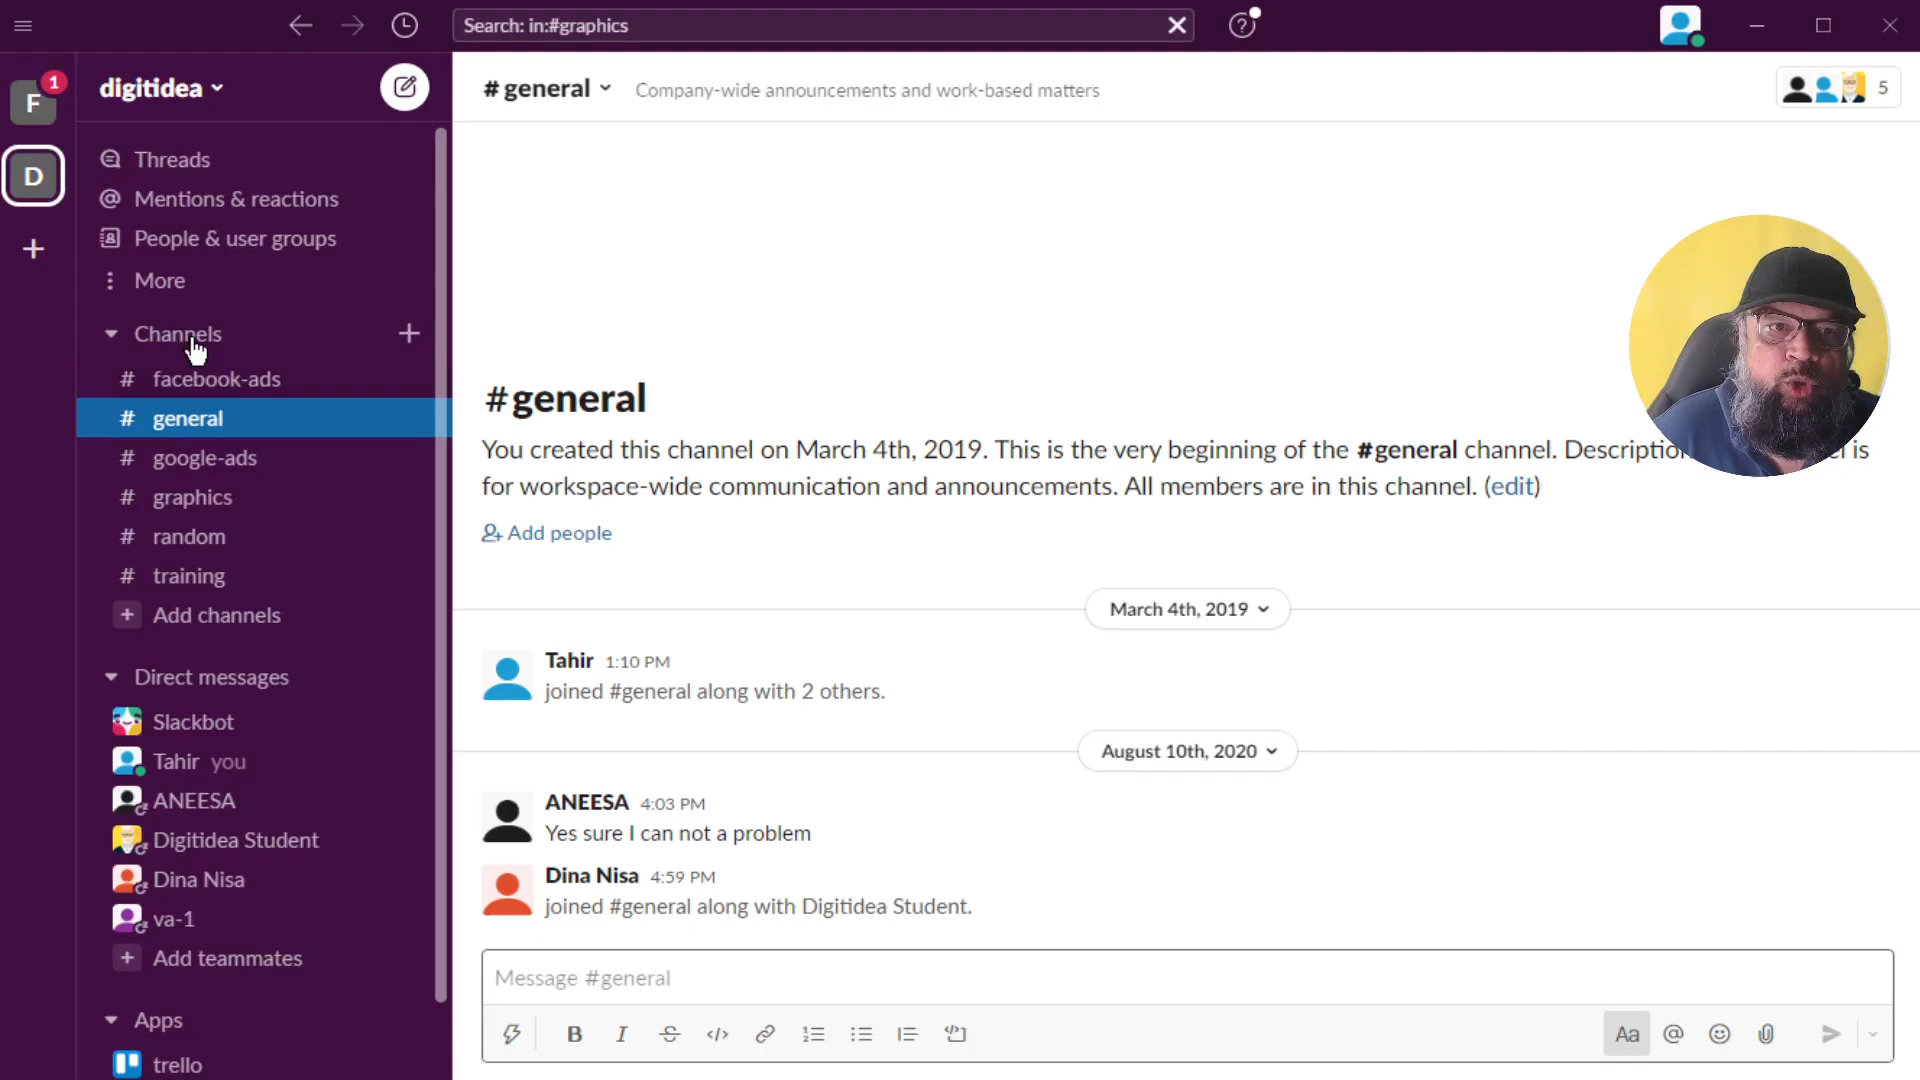 Search: in:#graphics
1
F
D
digitidea
Threads
Mentions & reactions
People & user groups
More
Channels
# facebook-ads
# general
# google-ads
# graphics
# random
# training
+ Add channels
Direct messages
Slackbot
Tahir you
ANEESA
Digitidea Student
Dina Nisa
va-1
+ Add teammates
Apps
trello
# general
Company-wide announcements and work-based matters
5
#general
You created this channel on March 4th, 2019. This is the very beginning of the #general channel. is
for workspace-wide communication and announcements. All members are in this channel. (edit)
Add people
March 4th, 2019
Tahir 1:10 PM
joined #general along with 2 others.
August 10th, 2020
ANEESA 4:03 PM
Yes sure I can not a problem
Dina Nisa 4:59 PM
joined #general along with Digitidea Student.
Message #general
B I S Aa @